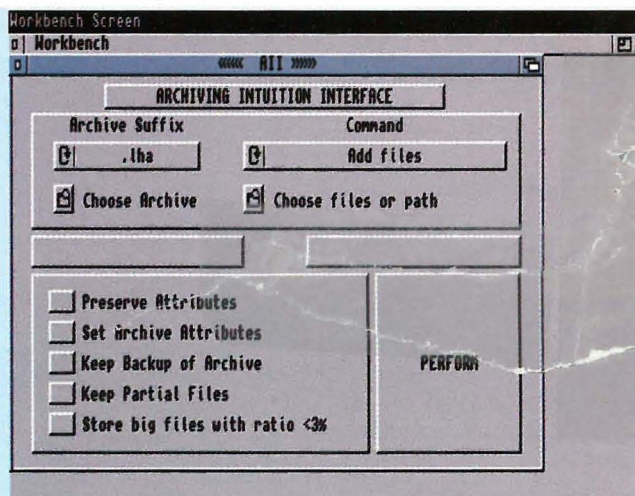 Workbench Screen
Workbench
««« AII »»»
ARCHIVING INTUITION INTERFACE
Archive Suffix Command
.lha Add files
Choose Archive Choose files or path
Preserve Attributes
Set Archive Attributes
Keep Backup of Archive
Keep Partial Files
Store big files with ratio <3%
PERFORM